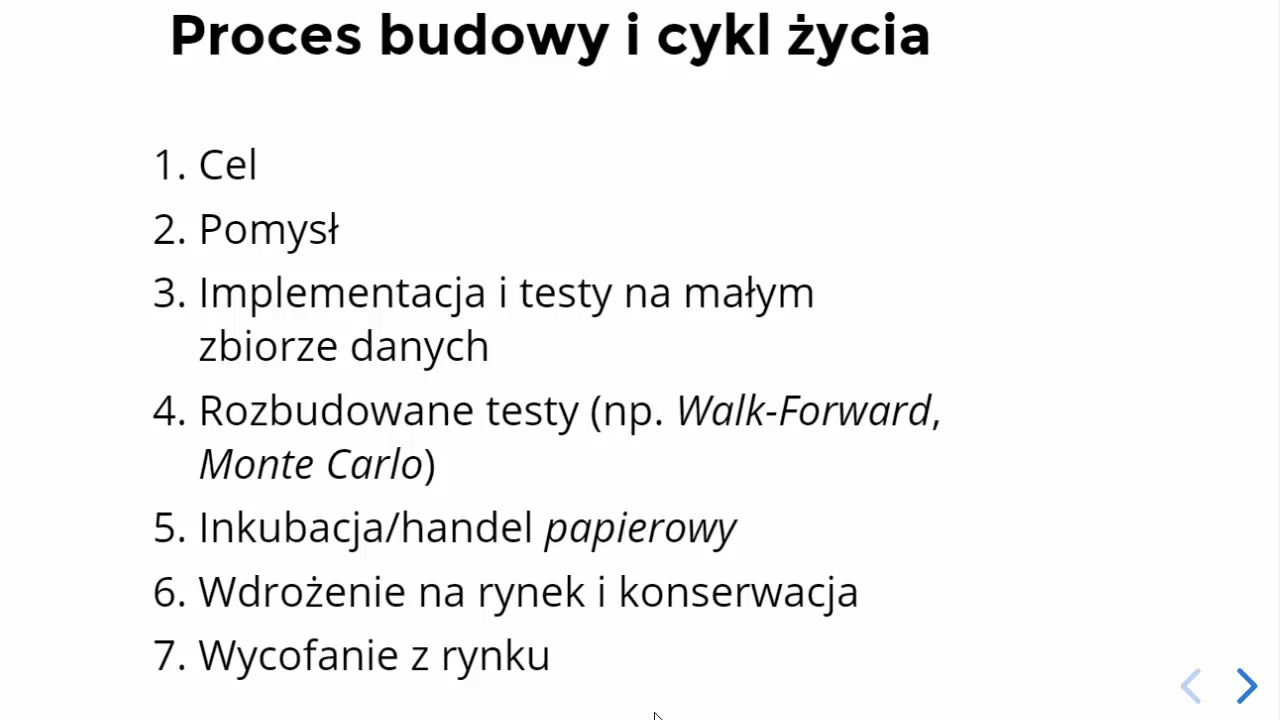 Proces budowy i cykl życia
1. Cel
2. Pomysł
3. Implementacja i testy na małym
zbiorze danych
4. Rozbudowane testy (np. Walk-Forward,
Monte Carlo)
5. Inkubacja/handel papierowy
6. Wdrożenie na rynek i konserwacja
7. Wycofanie z rynku